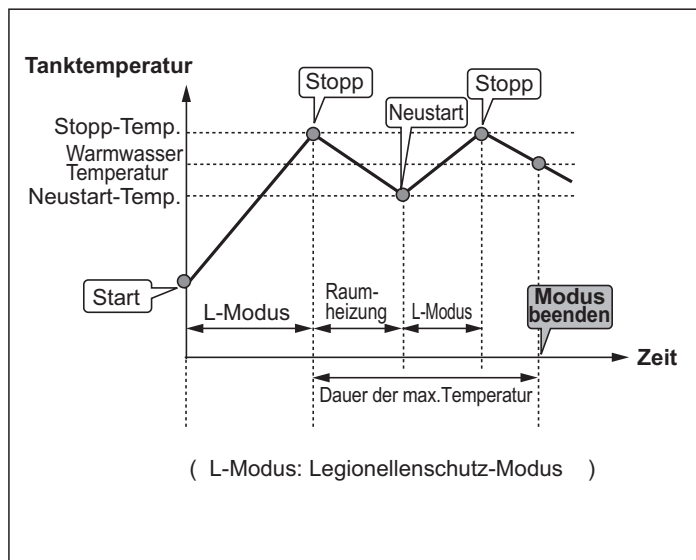 Tanktemperatur
Stopp
Stopp
Neustart
Stopp-Temp.
Warmwasser
Temperatur
Neustart-Temp.
Start
L-Modus
Raum-
heizung
L-Modus
Modus
beenden
Zeit
Dauer der max.Temperatur
( L-Modus: Legionellenschutz-Modus )